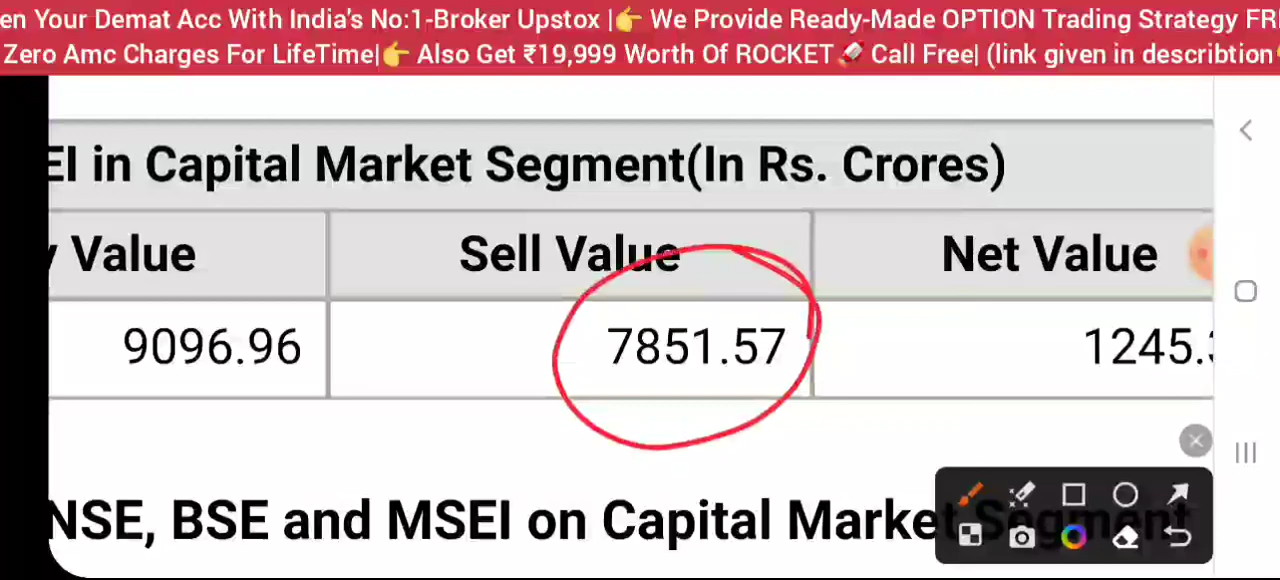 en Your Demat Acc With India's No:1-Broker Upstox |👉 We Provide Ready-Made OPTION Trading Strategy FR
Zero Amc Charges For LifeTime|👉 Also Get ₹19,999 Worth Of ROCKET🚀 Call Free| (link given in describtion
EI in Capital Market Segment(In Rs. Crores)
Value Sell Value Net Value
9096.96 7851.57 1245.
NSE, BSE and MSEI on Capital Market Segment